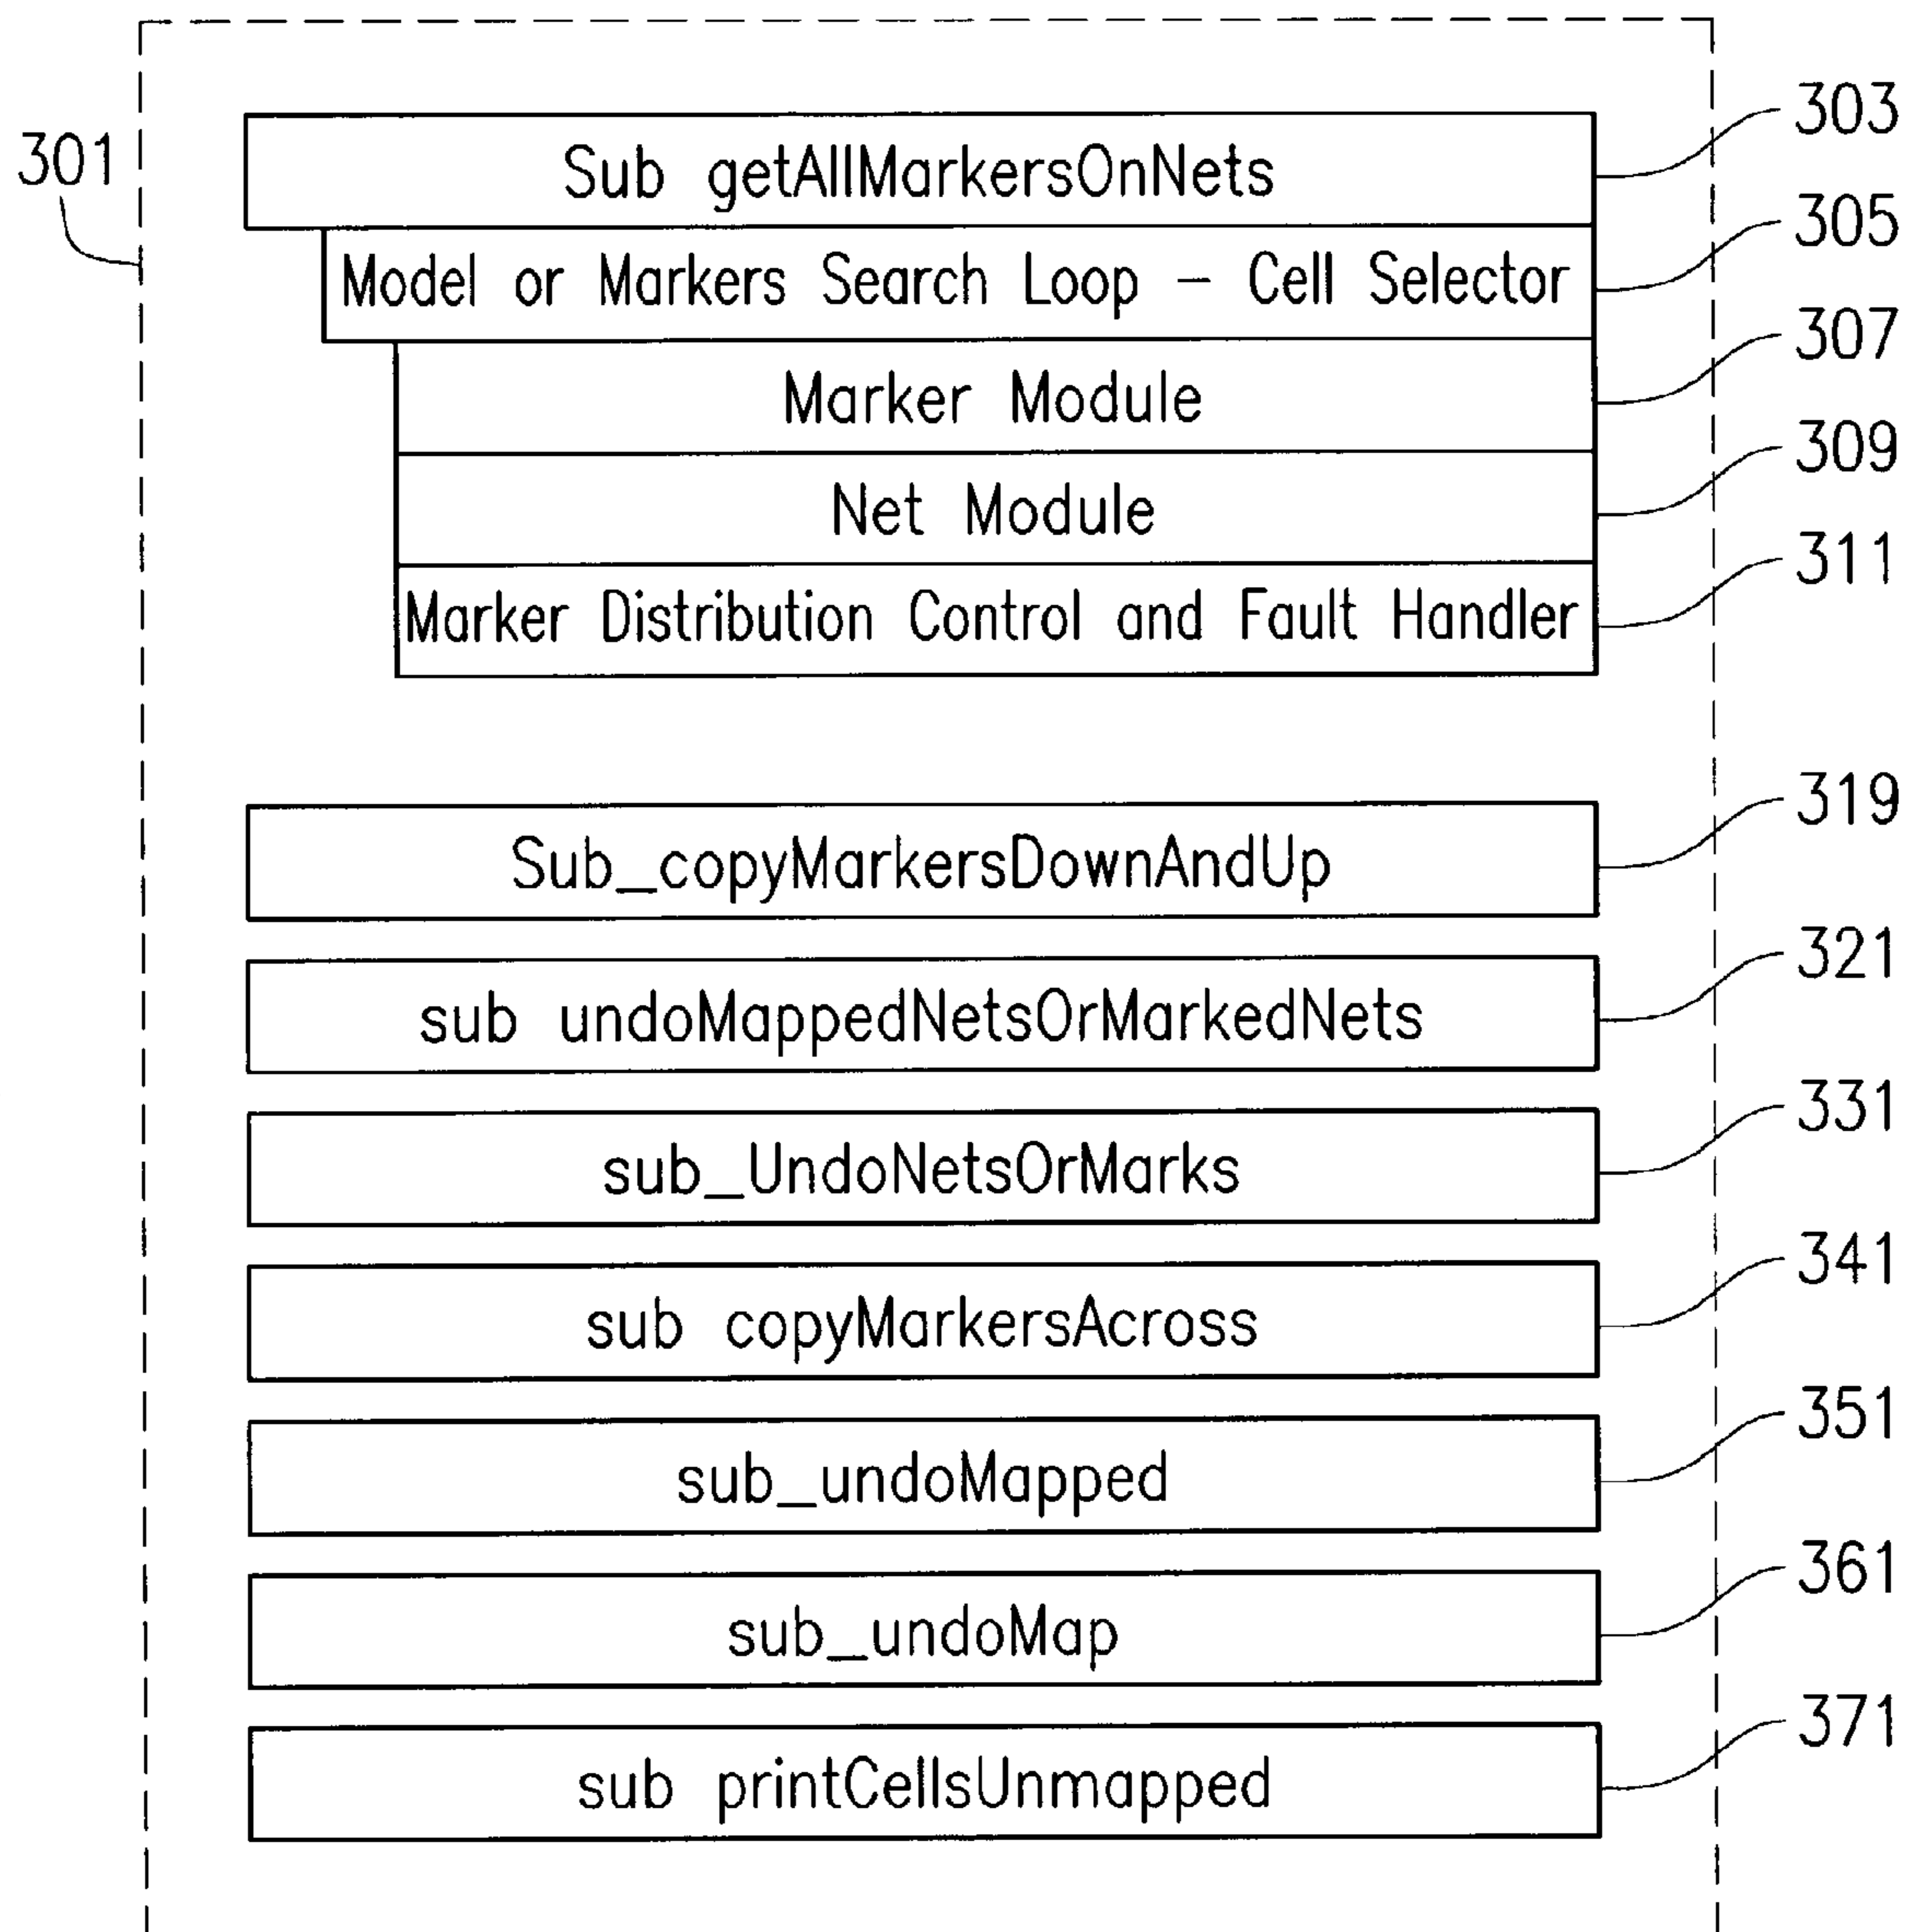 303
301
Sub getAllMarkersOnNets
305
Model or Markers Search Loop - Cell Selector
307
Marker Module
309
Net Module
311
Marker Distribution Control and Fault Handler
319
Sub_copyMarkersDownAndUp
321
sub undoMappedNetsOrMarkedNets
331
sub_UndoNetsOrMarks
341
sub copyMarkersAcross
351
sub_undoMapped
361
sub_undoMap
371
sub printCellsUnmapped